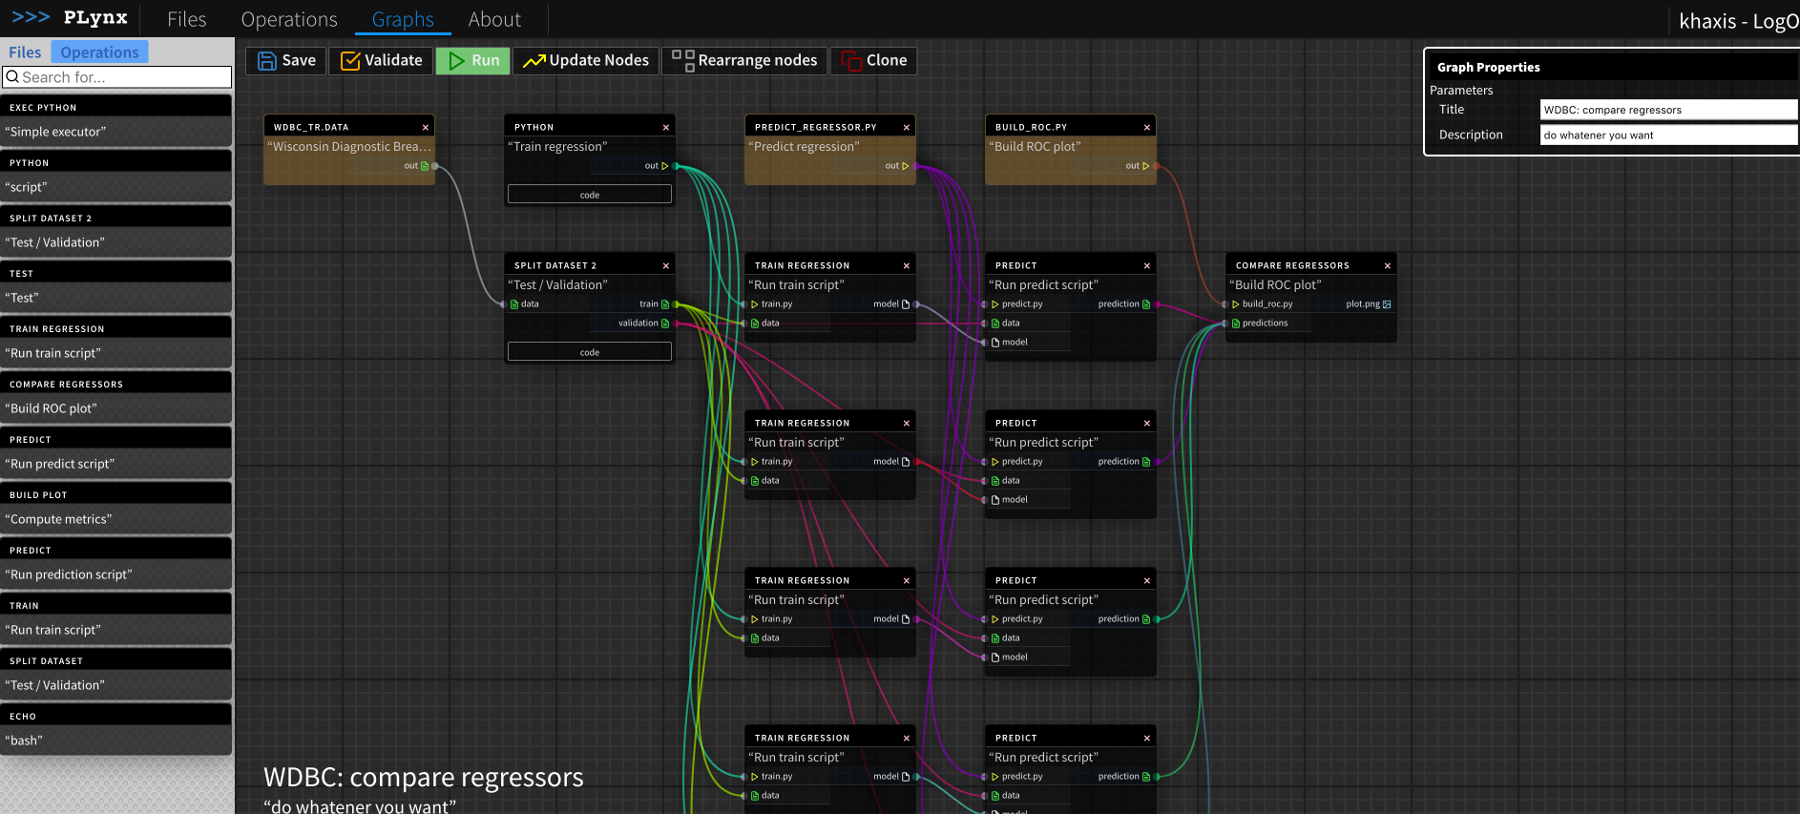 >>> PLynx Files Operations Graphs About khaxis - LogO
Files Operations
Search for...
EXEC PYTHON
“Simple executor”
PYTHON
“script”
SPLIT DATASET 2
“Test / Validation”
TEST
“Test”
TRAIN REGRESSION
“Run train script”
COMPARE REGRESSORS
“Build ROC plot”
PREDICT
“Run predict script”
BUILD PLOT
“Compute metrics”
PREDICT
“Run prediction script”
TRAIN
“Run train script”
SPLIT DATASET
“Test / Validation”
ECHO
“bash”
Save Validate Run Update Nodes Rearrange nodes Clone
WDBC_TR.DATA
“Wisconsin Diagnostic Brea...
out
PYTHON
“Train regression”
out
code
PREDICT_REGRESSOR.PY
“Predict regression”
out
BUILD_ROC.PY
“Build ROC plot”
out
SPLIT DATASET 2
“Test / Validation”
data train
validation
code
TRAIN REGRESSION
“Run train script”
train.py model
data
PREDICT
“Run predict script”
predict.py prediction
data
model
COMPARE REGRESSORS
“Build ROC plot”
build_roc.py plot.png
predictions
TRAIN REGRESSION
“Run train script”
train.py model
data
PREDICT
“Run predict script”
predict.py prediction
data
model
TRAIN REGRESSION
“Run train script”
train.py model
data
PREDICT
“Run predict script”
predict.py prediction
data
model
TRAIN REGRESSION
“Run train script”
train.py model
data
PREDICT
“Run predict script”
predict.py prediction
data
WDBC: compare regressors
“do whatener you want”
Graph Properties
Parameters
Title WDBC: compare regressors
Description do whatener you want